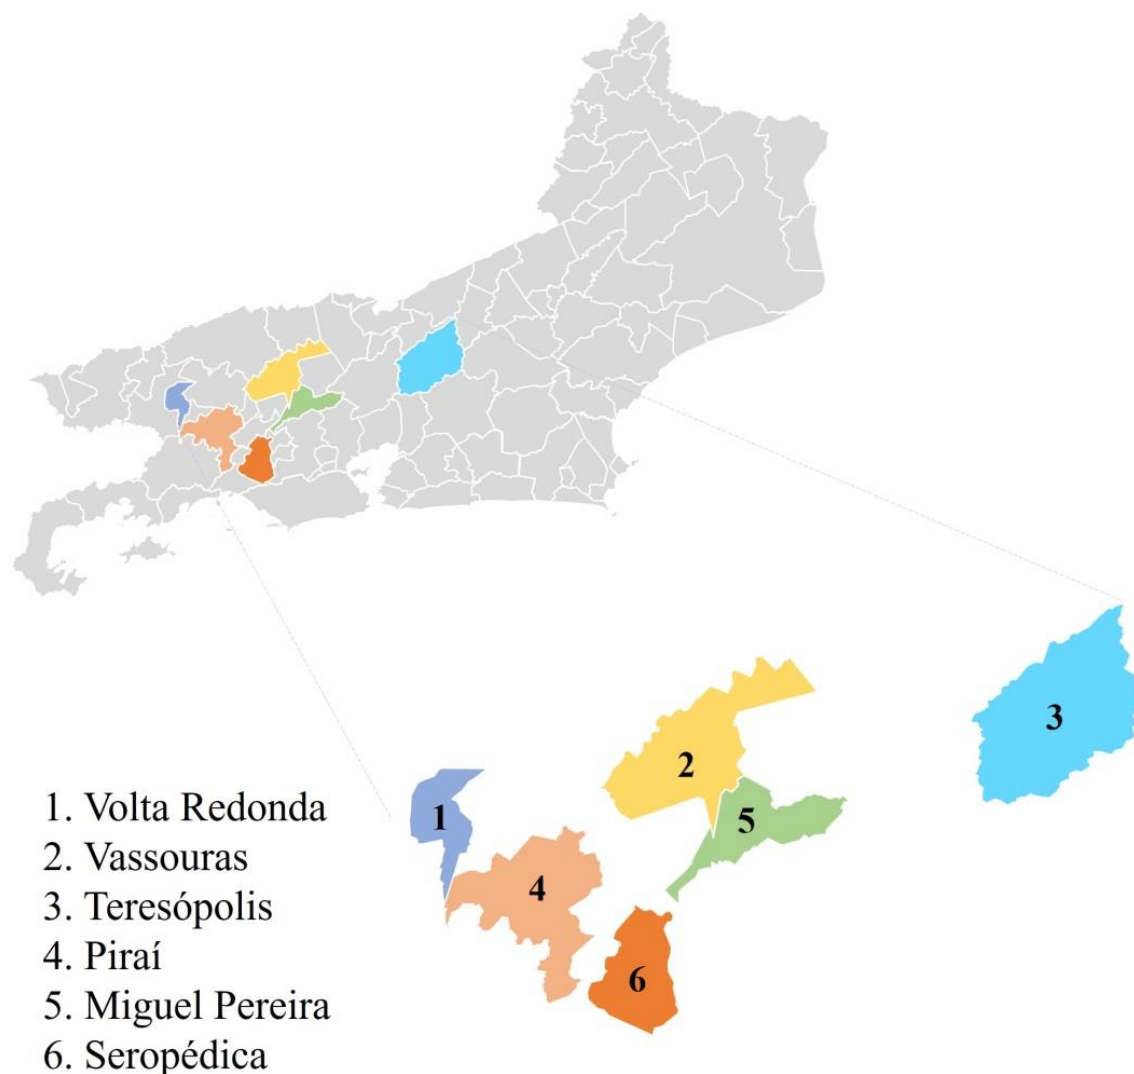 3
2
1
5
4
6
1. Volta Redonda
2. Vassouras
3. Teresópolis
4. Piraí
5. Miguel Pereira
6. Seropédica